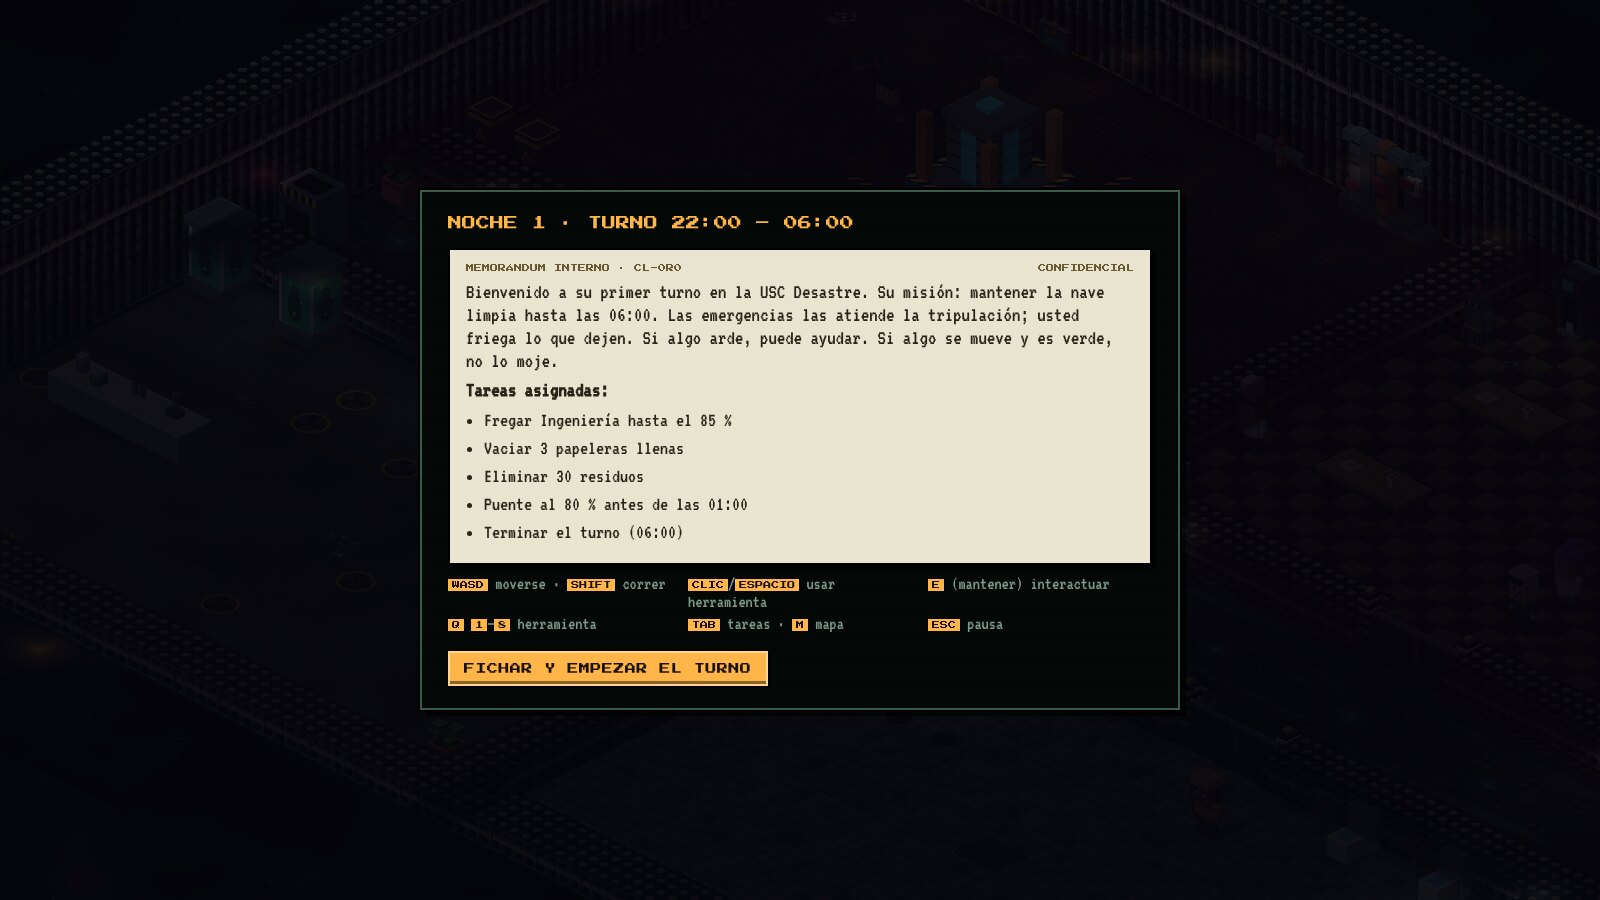 NOCHE 1 · TURNO 22:00 — 06:00
MEMORANDUM INTERNO · CL-0R0 CONFIDENCIAL
Bienvenido a su primer turno en la USC Desastre. Su misión: mantener la nave
limpia hasta las 06:00. Las emergencias las atiende la tripulación; usted
friega lo que dejen. Si algo arde, puede ayudar. Si algo se mueve y es verde,
no lo moje.
Tareas asignadas:
• Fregar Ingeniería hasta el 85 %
• Vaciar 3 papeleras llenas
• Eliminar 30 residuos
• Puente al 80 % antes de las 01:00
• Terminar el turno (06:00)
WASD moverse · SHIFT correr
CLIC/ESPACIO usar
herramienta
E (mantener) interactuar
Q 1-5 herramienta
TAB tareas · M mapa
ESC pausa
FICHAR Y EMPEZAR EL TURNO